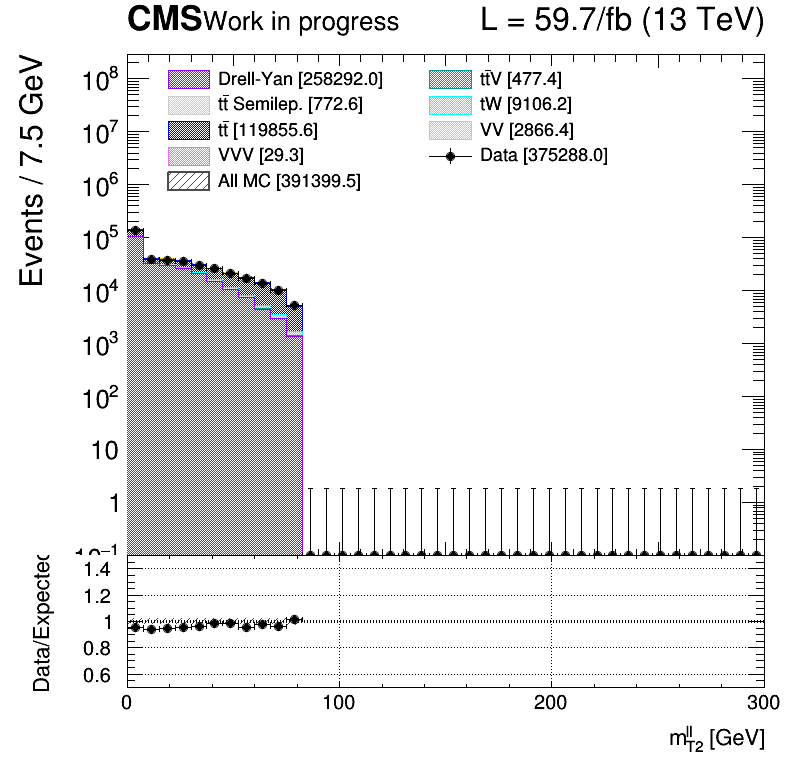 CMS Work in progress L = 59.7/fb (13 TeV)
Events / 7.5 GeV
Drell-Yan [258292.0]
tt̄ Semilep. [772.6]
tt̄ [119855.6]
VVV [29.3]
All MC [391399.5]
tt̄V [477.4]
tW [9106.2]
VV [2866.4]
Data [375288.0]
10⁸
10⁷
10⁶
10⁵
10⁴
10³
10²
10
1
10⁻¹
Data/Expected
1.4
1.2
1
0.8
0.6
0 100 200 300
m_T2^ll [GeV]